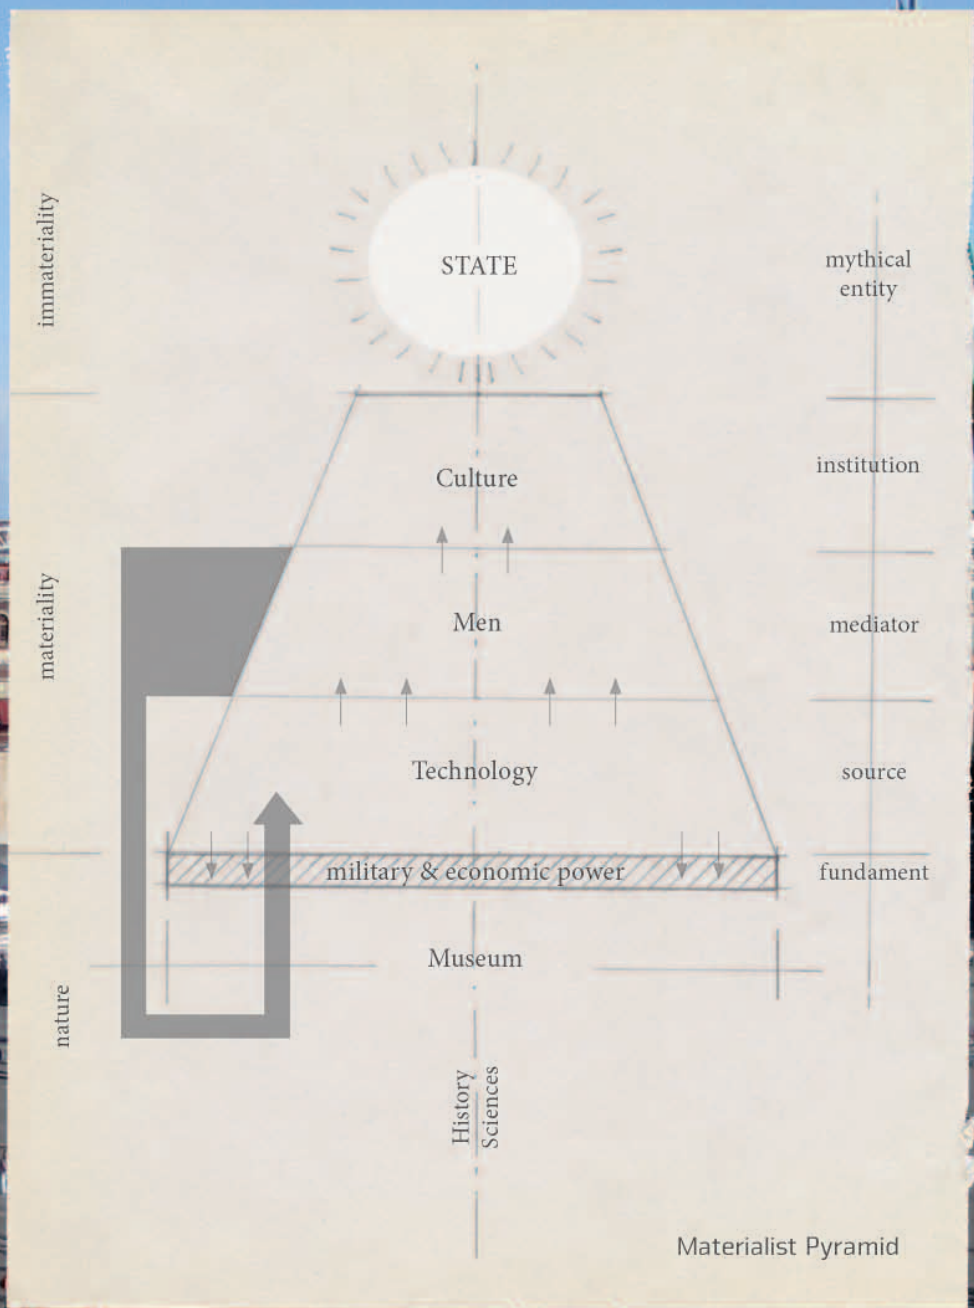 immateriality
STATE
mythical
entity
Culture
institution
materiality
Men
mediator
Technology
source
military & economic power
fundament
Museum
nature
History
Sciences
Materialist Pyramid